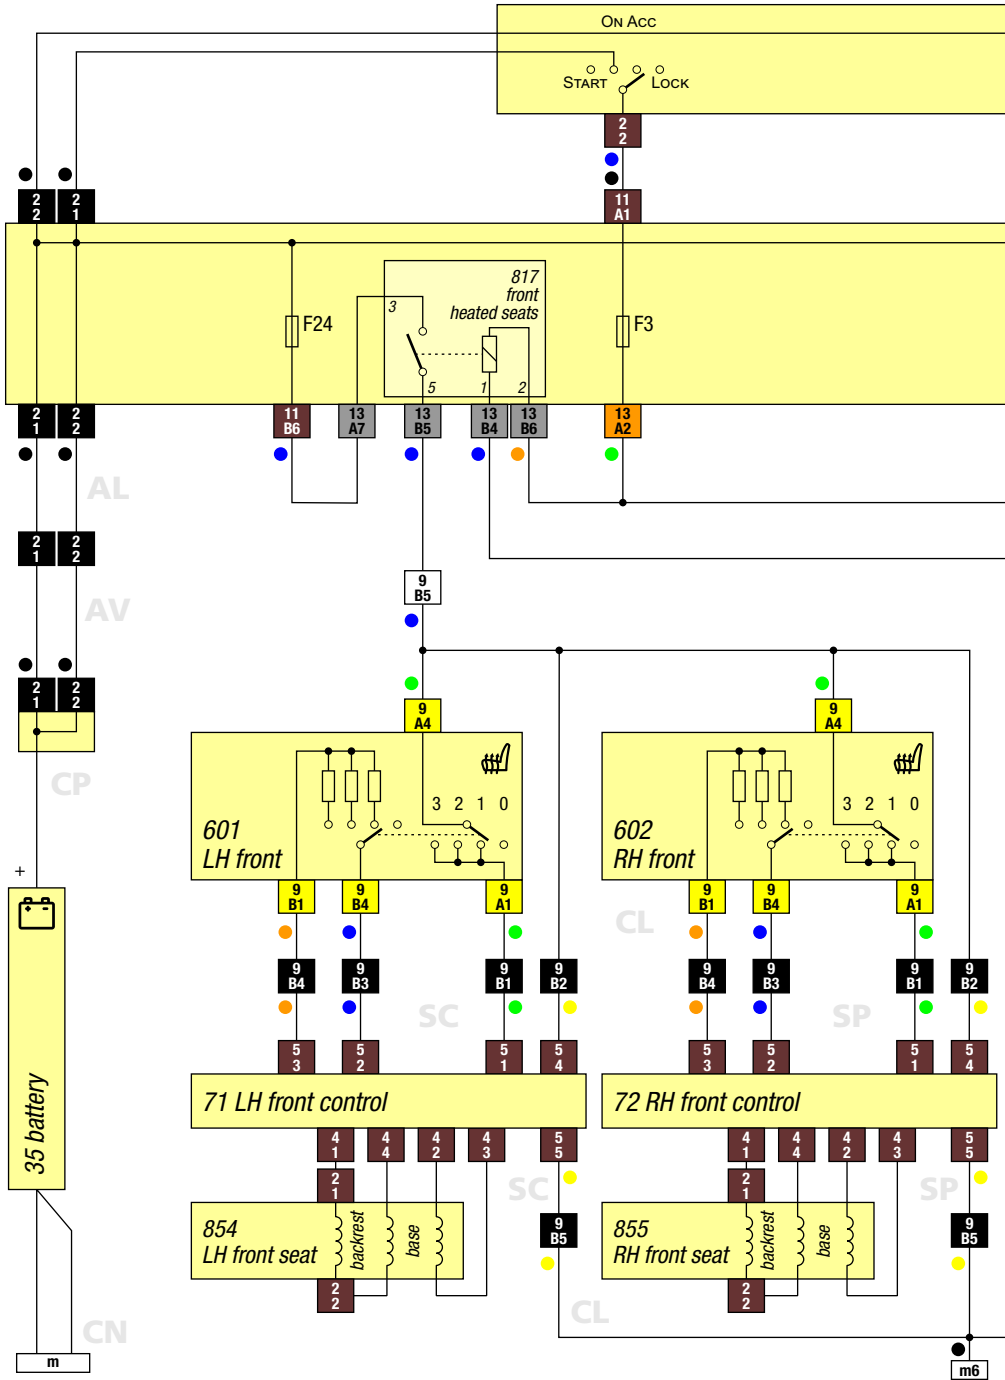 ON ACC
START LOCK
2
2
2
2
2
1
11
A1
817
front
heated seats
3
F24
F3
5
1
2
2
1
2
2
11
B6
13
A7
13
B5
13
B4
13
B6
13
A2
AL
2
1
2
2
9
B5
AV
2
1
2
2
9
A4
9
A4
CP
3 2 1 0
3 2 1 0
601
LH front
602
RH front
+
9
B1
9
B4
9
A1
9
B1
9
B4
9
A1
CL
9
B4
9
B3
9
B1
9
B2
9
B4
9
B3
9
B1
9
B2
SC
SP
5
3
5
2
5
1
5
4
5
3
5
2
5
1
5
4
35 battery
71 LH front control
72 RH front control
4
1
4
4
4
2
4
3
5
5
4
1
4
4
4
2
4
3
5
5
2
1
2
1
SC
SP
854
LH front seat
backrest
base
9
B5
855
RH front seat
backrest
base
9
B5
2
2
2
2
CL
CN
m
m6